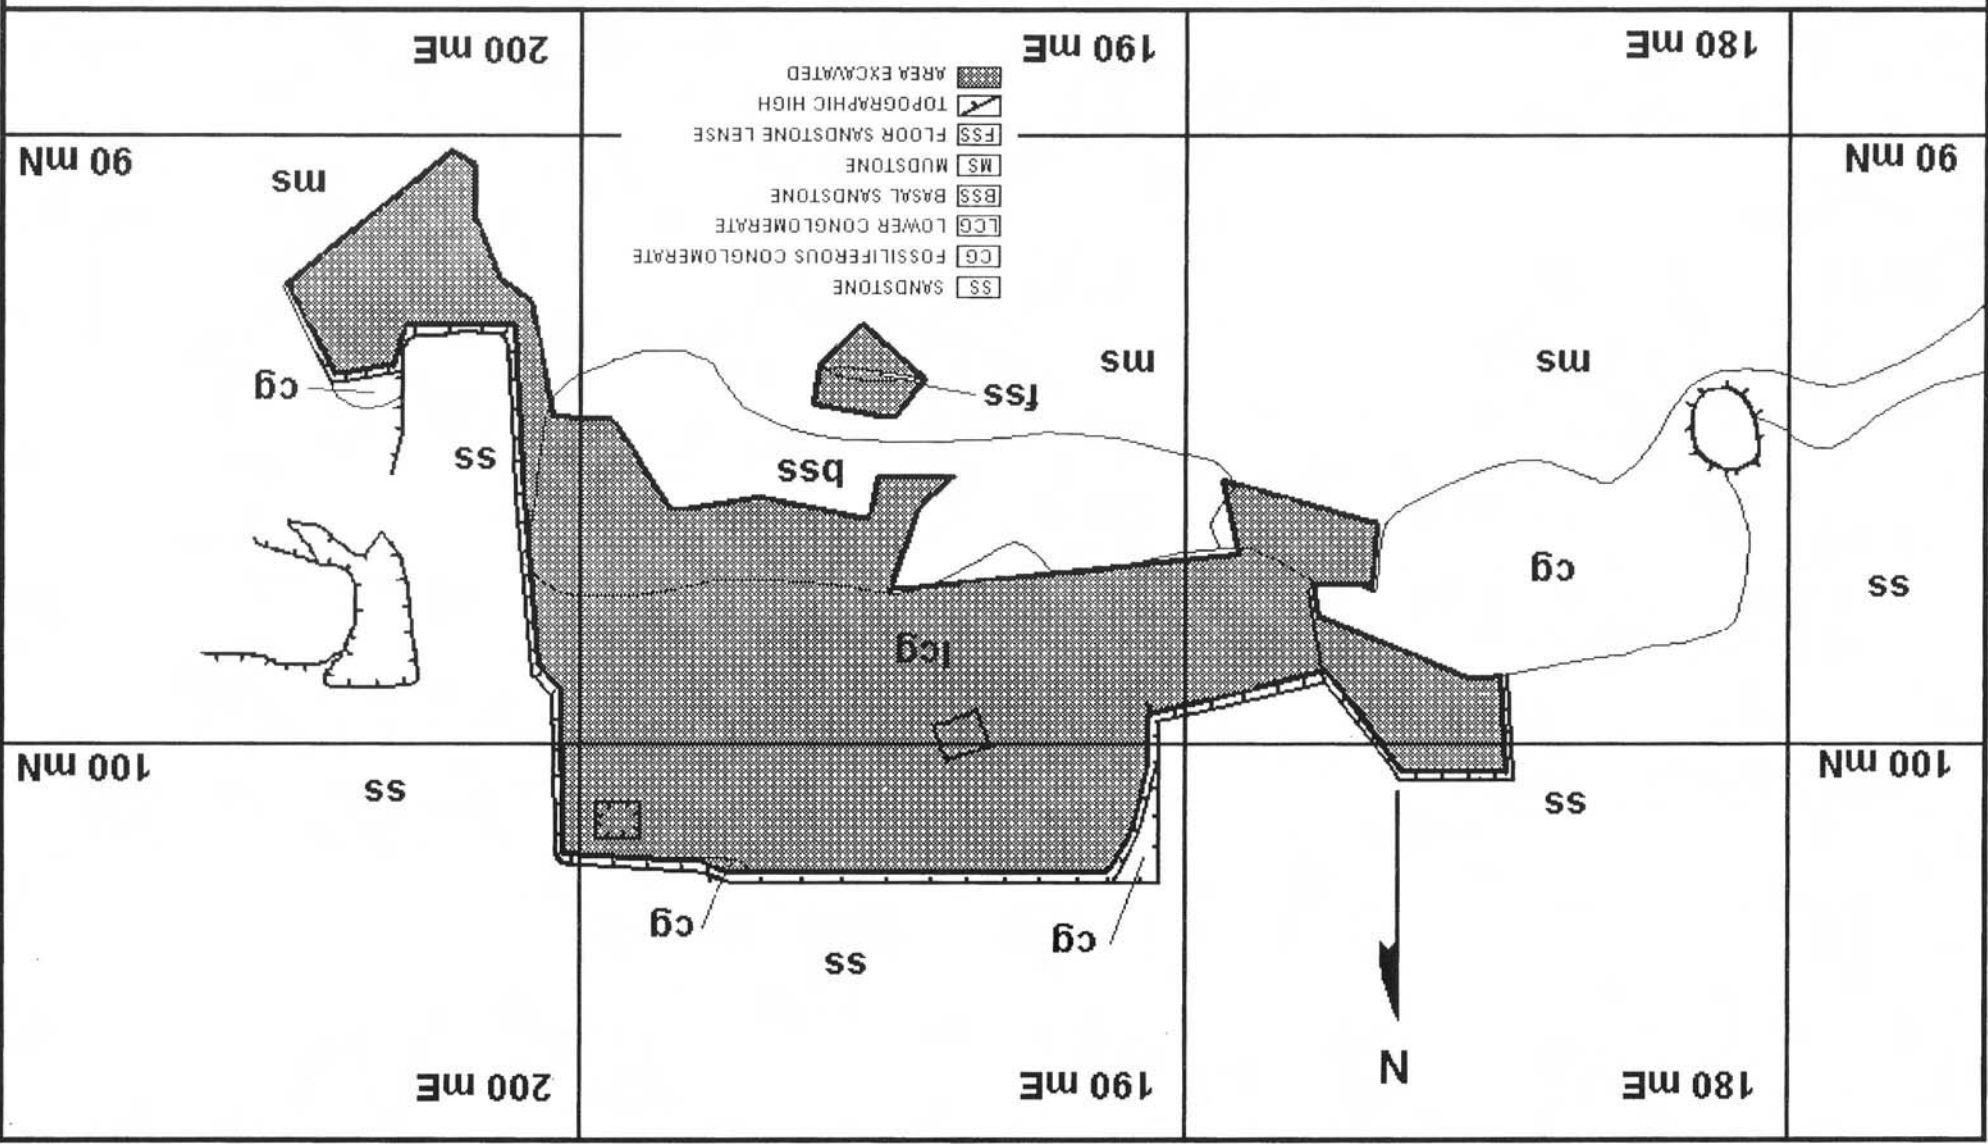 180 mE
N
190 mE
200 mE
cg
ss
cg
ss
ss
100 mN
100 mN
lcg
ss
cg
bss
ss
fss
cg
ms
ms
SS SANDSTONE
CG FOSSILIFEROUS CONGLOMERATE
LCG LOWER CONGLOMERATE
BSS BASAL SANDSTONE
MS MUDSTONE
FSS FLOOR SANDSTONE LENSE
TOPOGRAPHIC HIGH
AREA EXCAVATED
ms
90 mN
90 mN
180 mE
190 mE
200 mE